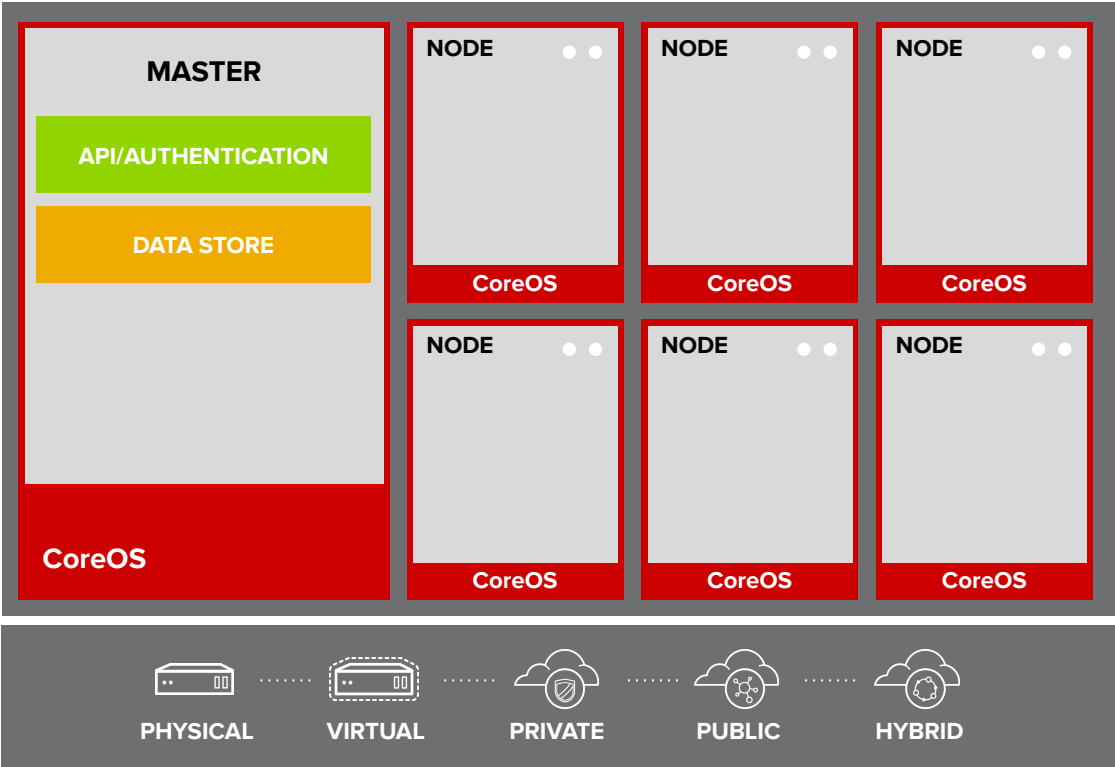 MASTER
API/AUTHENTICATION
DATA STORE
CoreOS
NODE
CoreOS
NODE
CoreOS
NODE
CoreOS
NODE
CoreOS
NODE
CoreOS
NODE
CoreOS
PHYSICAL
VIRTUAL
PRIVATE
PUBLIC
HYBRID